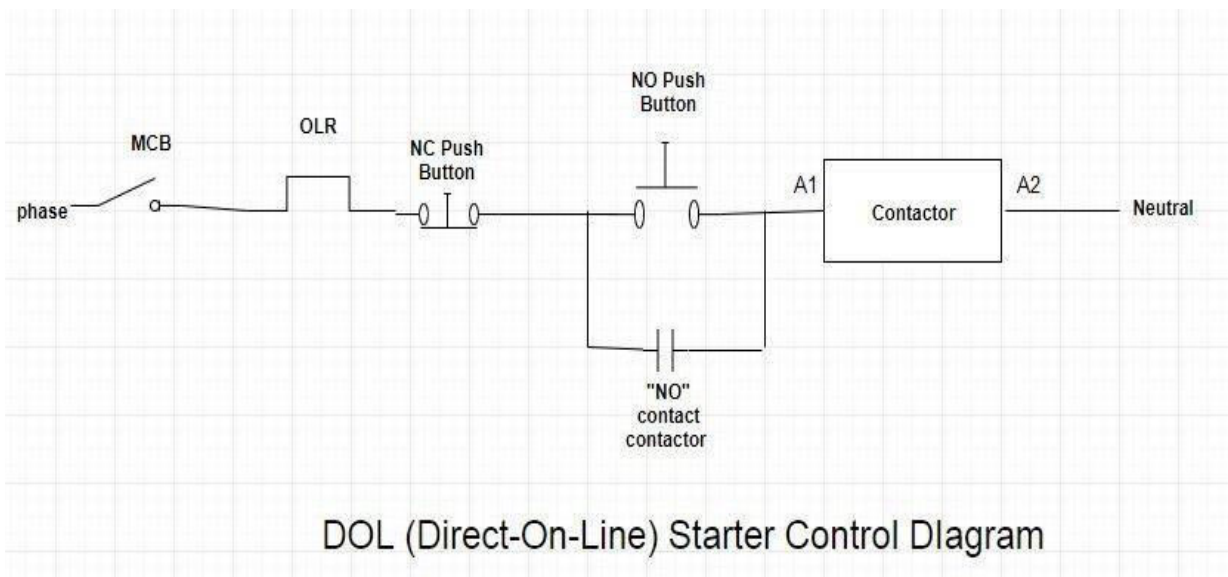 NO Push
Button
OLR
MCB
NC Push
Button
A1
A2
phase
Contactor
Neutral
"NO"
contact
contactor
DOL (Direct-On-Line) Starter Control DIagram